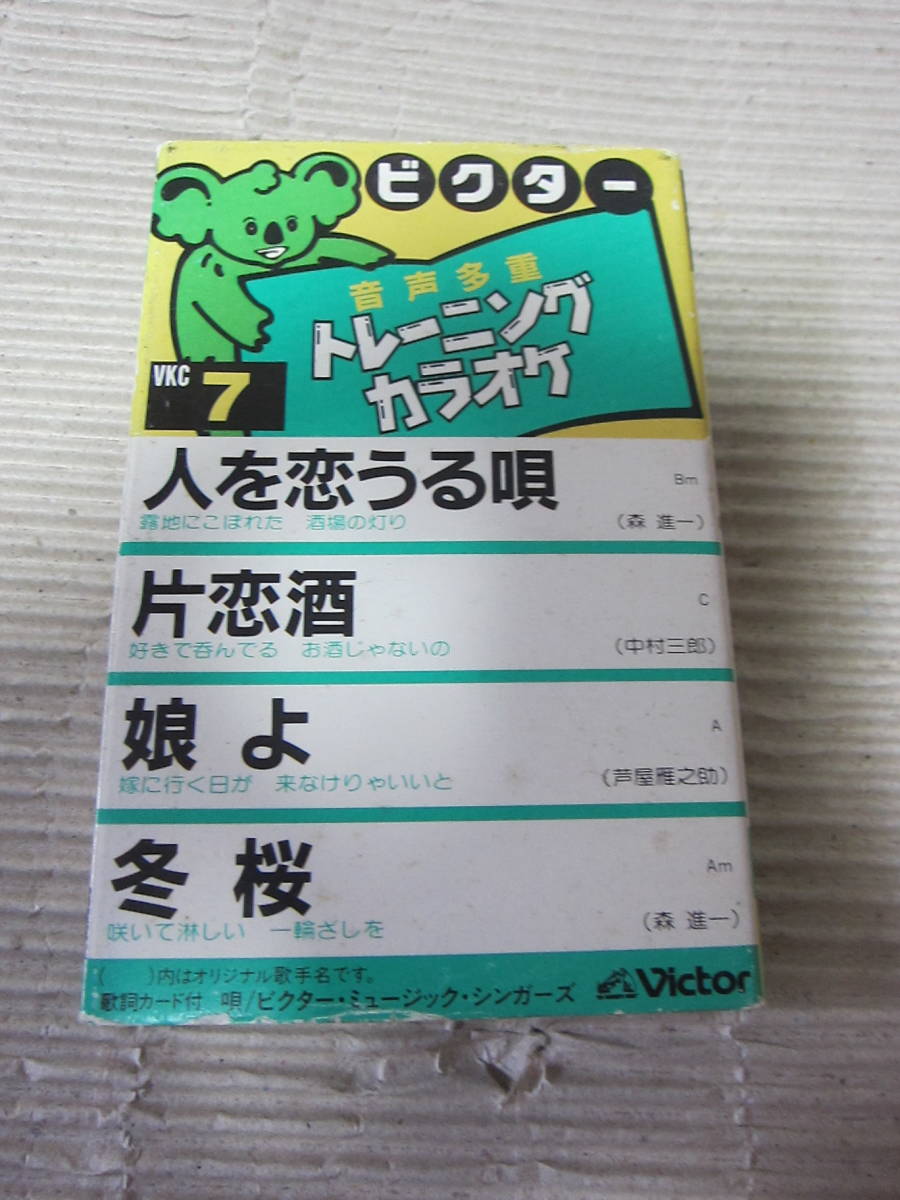 ビクター
音声多重
トレーニング
カラオケ
VKC 7
人を恋うる唄
Bm
露地にこぼれた 酒場の灯り
(森 進一)
片恋酒
C
好きで呑んでる お酒じゃないの
(中村三郎)
娘よ
A
嫁に行く日が 来なけりゃいいと
(芦屋雁之助)
冬桜
Am
咲いて淋しい 一輪ざしを
(森 進一)
( )内はオリジナル歌手名です。
歌詞カード付 唄/ビクター・ミュージック・シンガーズ
Victor